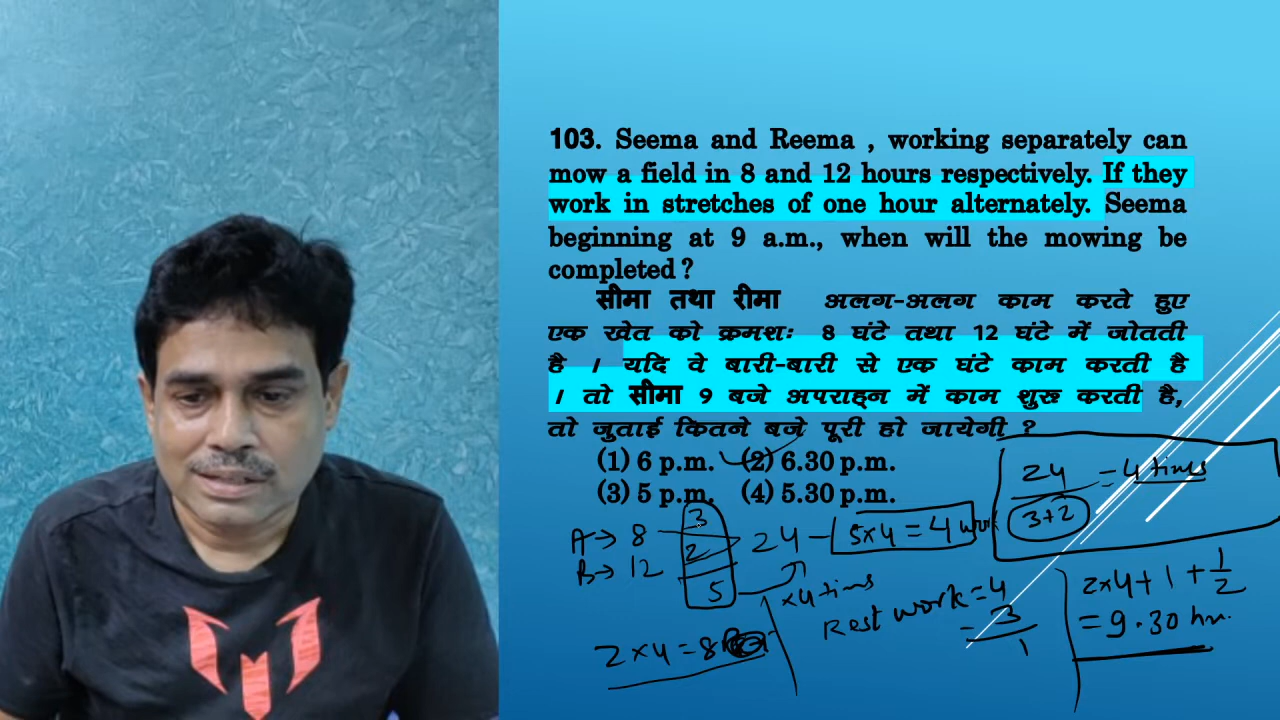 103. Seema and Reema , working separately can
mow a field in 8 and 12 hours respectively. If they
work in stretches of one hour alternately. Seema
beginning at 9 a.m., when will the mowing be
completed ?
सीमा तथा रीमा अलग-अलग काम करते हुए
एक खेत को क्रमशः 8 घंटे तथा 12 घंटे में जोतती
है । यदि वे बारी-बारी से एक घंटे काम करती है
। तो सीमा 9 बजे अपराह्न में काम शुरू करती है,
तो जुताई कितने बजे पूरी हो जायेगी ?
(1) 6 p.m. (2) 6.30 p.m.
(3) 5 p.m. (4) 5.30 p.m.
24 = 4 times
3+2
A → 8 3
B → 12 2
5
24 – 5×4 = 4 work
×4 times
2×4 = 8
Rest work = 4
- 3
1
2×4+1+1/2
= 9.30 hr.